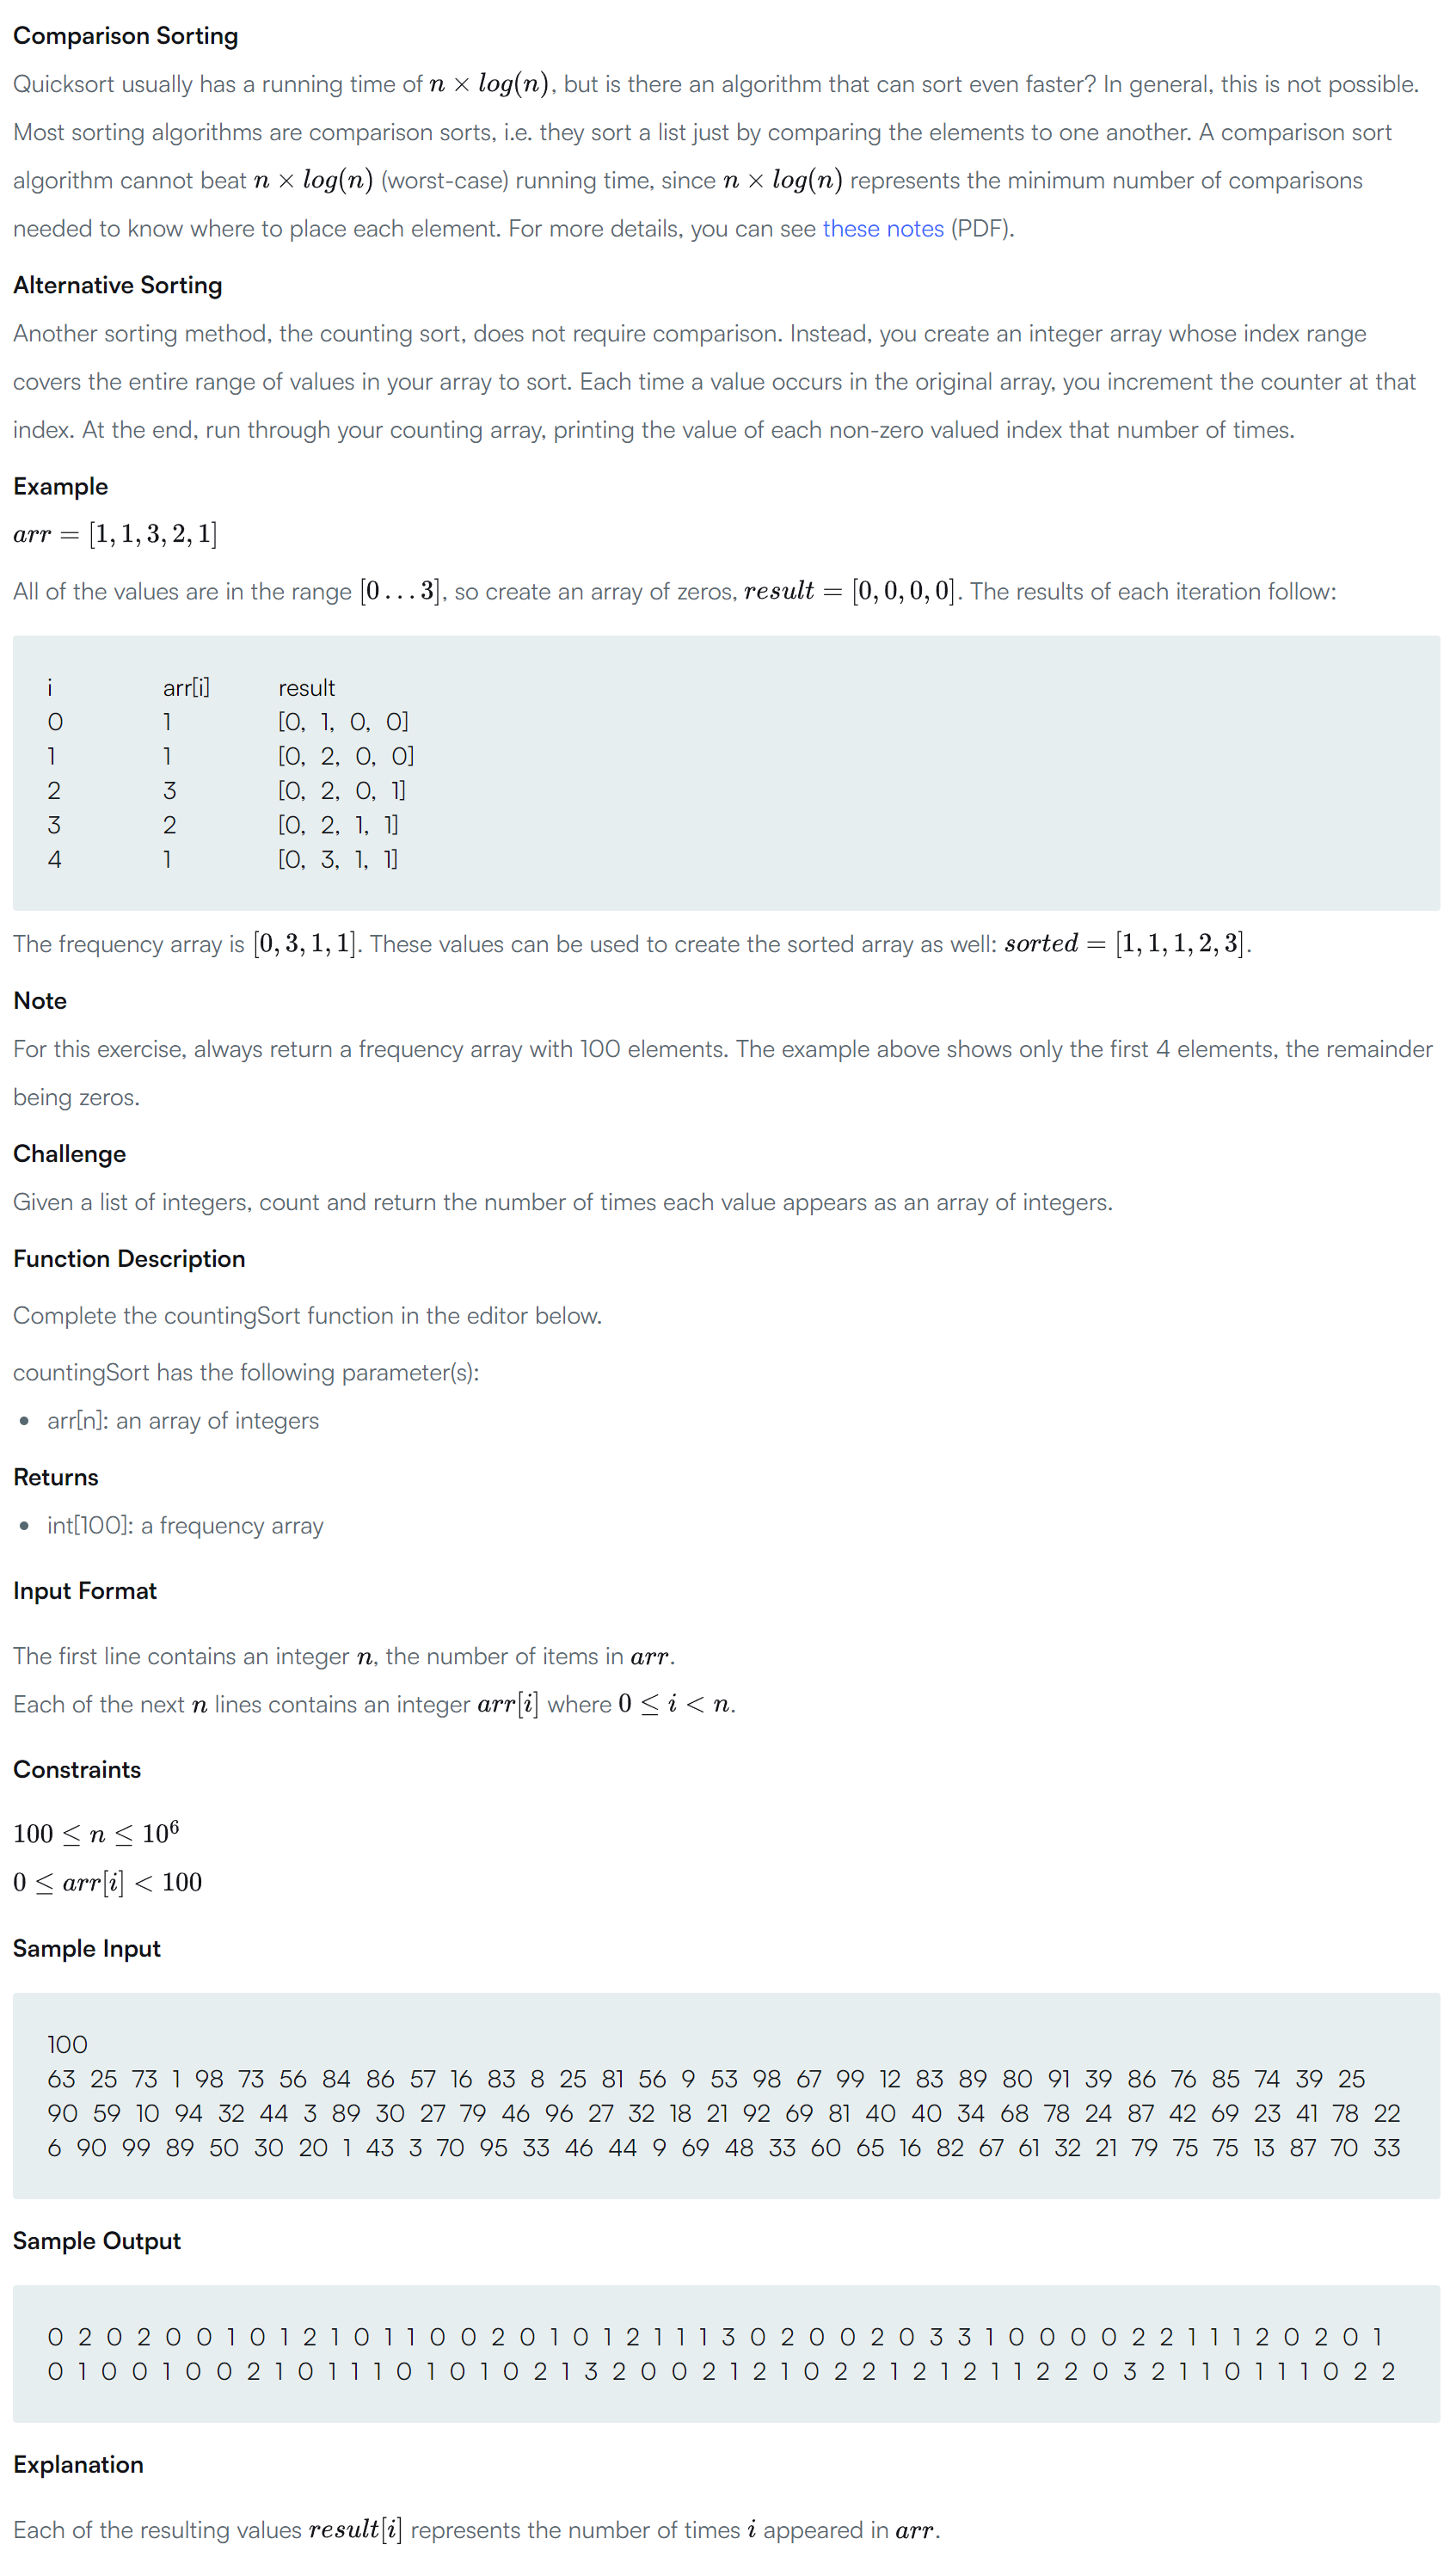 Comparison Sorting
Quicksort usually has a running time of n × log(n), but is there an algorithm that can sort even faster? In general, this is not possible.
Most sorting algorithms are comparison sorts, i.e. they sort a list just by comparing the elements to one another. A comparison sort
algorithm cannot beat n × log(n) (worst-case) running time, since n × log(n) represents the minimum number of comparisons
needed to know where to place each element. For more details, you can see these notes (PDF).
Alternative Sorting
Another sorting method, the counting sort, does not require comparison. Instead, you create an integer array whose index range
covers the entire range of values in your array to sort. Each time a value occurs in the original array, you increment the counter at that
index. At the end, run through your counting array, printing the value of each non-zero valued index that number of times.
Example
arr = [1, 1, 3, 2, 1]
All of the values are in the range [0 . . . 3], so create an array of zeros, result = [0, 0, 0, 0]. The results of each iteration follow:
i arr[i] result
0 1 [0, 1, 0, 0]
1 1 [0, 2, 0, 0]
2 3 [0, 2, 0, 1]
3 2 [0, 2, 1, 1]
4 1 [0, 3, 1, 1]
The frequency array is [0, 3, 1, 1]. These values can be used to create the sorted array as well: sorted = [1, 1, 1, 2, 3].
Note
For this exercise, always return a frequency array with 100 elements. The example above shows only the first 4 elements, the remainder
being zeros.
Challenge
Given a list of integers, count and return the number of times each value appears as an array of integers.
Function Description
Complete the countingSort function in the editor below.
countingSort has the following parameter(s):
• arr[n]: an array of integers
Returns
• int[100]: a frequency array
Input Format
The first line contains an integer n, the number of items in arr.
Each of the next n lines contains an integer arr[i] where 0 ≤ i < n.
Constraints
100 ≤ n ≤ 10⁶
0 ≤ arr[i] < 100
Sample Input
100
63 25 73 1 98 73 56 84 86 57 16 83 8 25 81 56 9 53 98 67 99 12 83 89 80 91 39 86 76 85 74 39 25
90 59 10 94 32 44 3 89 30 27 79 46 96 27 32 18 21 92 69 81 40 40 34 68 78 24 87 42 69 23 41 78 22
6 90 99 89 50 30 20 1 43 3 70 95 33 46 44 9 69 48 33 60 65 16 82 67 61 32 21 79 75 75 13 87 70 33
Sample Output
0 2 0 2 0 0 1 0 1 2 1 0 1 1 0 0 2 0 1 0 1 2 1 1 1 3 0 2 0 0 2 0 3 3 1 0 0 0 0 2 2 1 1 1 2 0 2 0 1
0 1 0 0 1 0 0 2 1 0 1 1 1 0 1 0 1 0 2 1 3 2 0 0 2 1 2 1 0 2 2 1 2 1 2 1 1 2 2 0 3 2 1 1 0 1 1 1 0 2 2
Explanation
Each of the resulting values result[i] represents the number of times i appeared in arr.